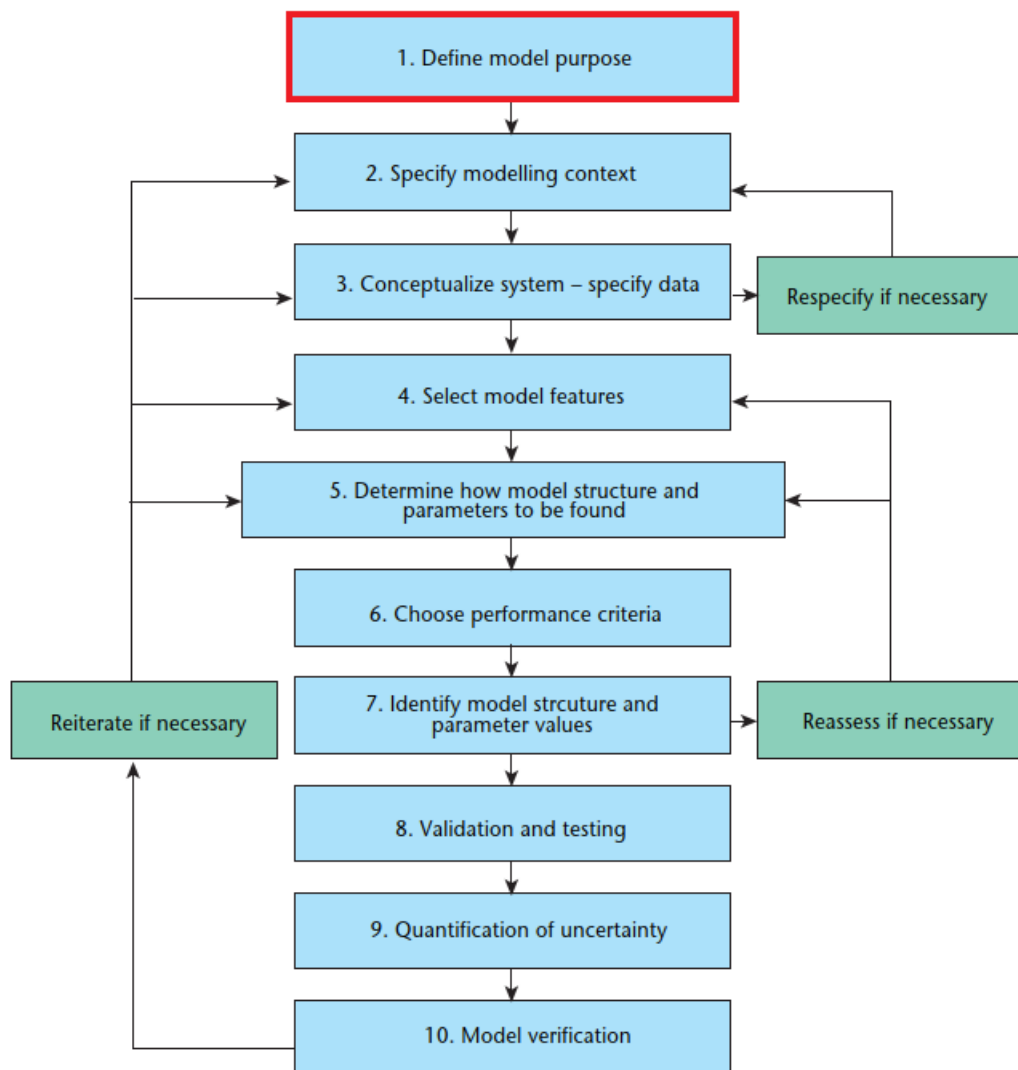 1. Define model purpose
2. Specify modelling context
3. Conceptualize system – specify data
Respecify if necessary
4. Select model features
5. Determine how model structure and
parameters to be found
6. Choose performance criteria
Reiterate if necessary
7. Identify model strcuture and
parameter values
Reassess if necessary
8. Validation and testing
9. Quantification of uncertainty
10. Model verification